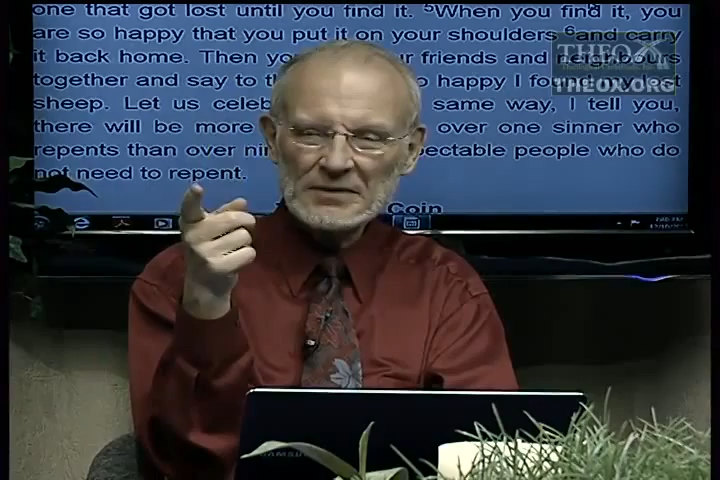 one that got lost until you find it. ⁵When you find it, you
are so happy that you put it on your shoulders ⁶and carry
it back home. Then you r friends and neighbours
together and say to th o happy I found my lost
sheep. Let us celeb same way, I tell you,
there will be more over one sinner who
repents than over nin pectable people who do
not need to repent.
Coin
THEOX
THEOX.ORG
SAMSUNG